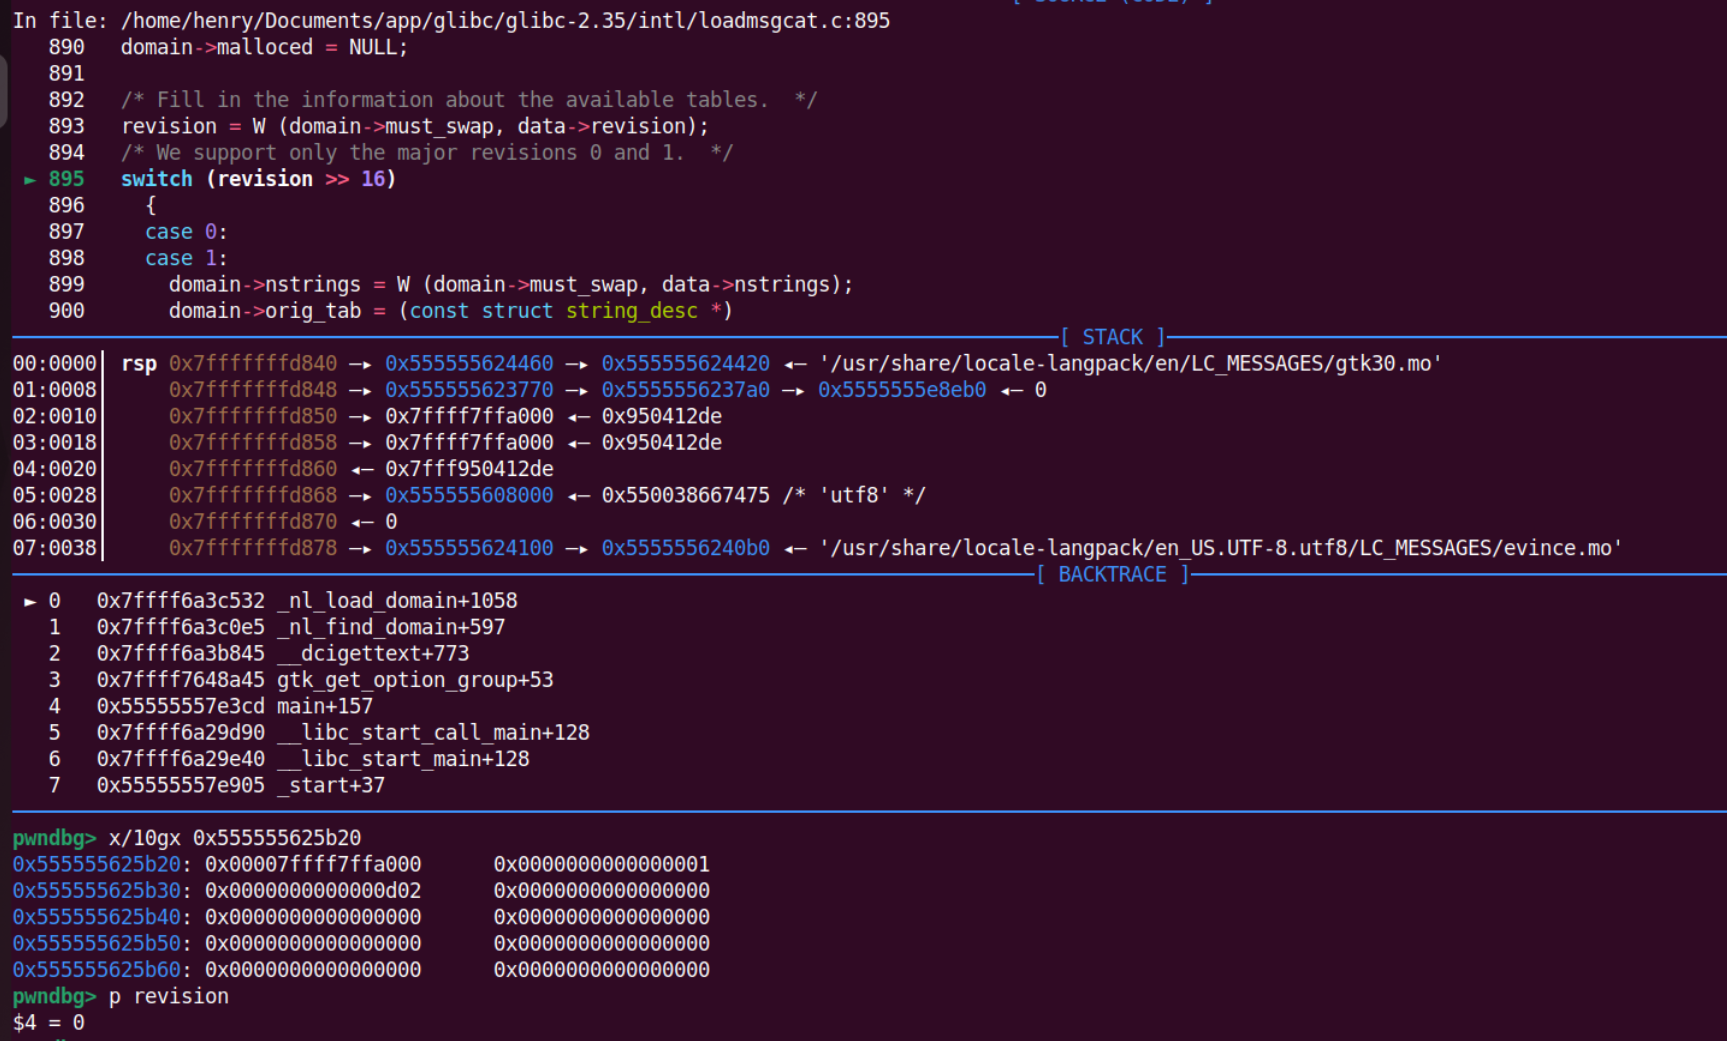 [ SOURCE (CODE) ]
In file: /home/henry/Documents/app/glibc/glibc-2.35/intl/loadmsgcat.c:895
890 domain->malloced = NULL;
891
892 /* Fill in the information about the available tables. */
893 revision = W (domain->must_swap, data->revision);
894 /* We support only the major revisions 0 and 1. */
► 895 switch (revision >> 16)
896 {
897 case 0:
898 case 1:
899 domain->nstrings = W (domain->must_swap, data->nstrings);
900 domain->orig_tab = (const struct string_desc *)
[ STACK ]
00:0000│ rsp 0x7fffffffd840 —▸ 0x555555624460 —▸ 0x555555624420 ◂— '/usr/share/locale-langpack/en/LC_MESSAGES/gtk30.mo'
01:0008│ 0x7fffffffd848 —▸ 0x555555623770 —▸ 0x5555556237a0 —▸ 0x5555555e8eb0 ◂— 0
02:0010│ 0x7fffffffd850 —▸ 0x7ffff7ffa000 ◂— 0x950412de
03:0018│ 0x7fffffffd858 —▸ 0x7ffff7ffa000 ◂— 0x950412de
04:0020│ 0x7fffffffd860 ◂— 0x7fff950412de
05:0028│ 0x7fffffffd868 —▸ 0x555555608000 ◂— 0x550038667475 /* 'utf8' */
06:0030│ 0x7fffffffd870 ◂— 0
07:0038│ 0x7fffffffd878 —▸ 0x555555624100 —▸ 0x5555556240b0 ◂— '/usr/share/locale-langpack/en_US.UTF-8.utf8/LC_MESSAGES/evince.mo'
[ BACKTRACE ]
► 0 0x7ffff6a3c532 _nl_load_domain+1058
1 0x7ffff6a3c0e5 _nl_find_domain+597
2 0x7ffff6a3b845 __dcigettext+773
3 0x7ffff7648a45 gtk_get_option_group+53
4 0x55555557e3cd main+157
5 0x7ffff6a29d90 __libc_start_call_main+128
6 0x7ffff6a29e40 __libc_start_main+128
7 0x55555557e905 _start+37
pwndbg> x/10gx 0x555555625b20
0x555555625b20: 0x00007ffff7ffa000 0x0000000000000001
0x555555625b30: 0x0000000000000d02 0x0000000000000000
0x555555625b40: 0x0000000000000000 0x0000000000000000
0x555555625b50: 0x0000000000000000 0x0000000000000000
0x555555625b60: 0x0000000000000000 0x0000000000000000
pwndbg> p revision
$4 = 0